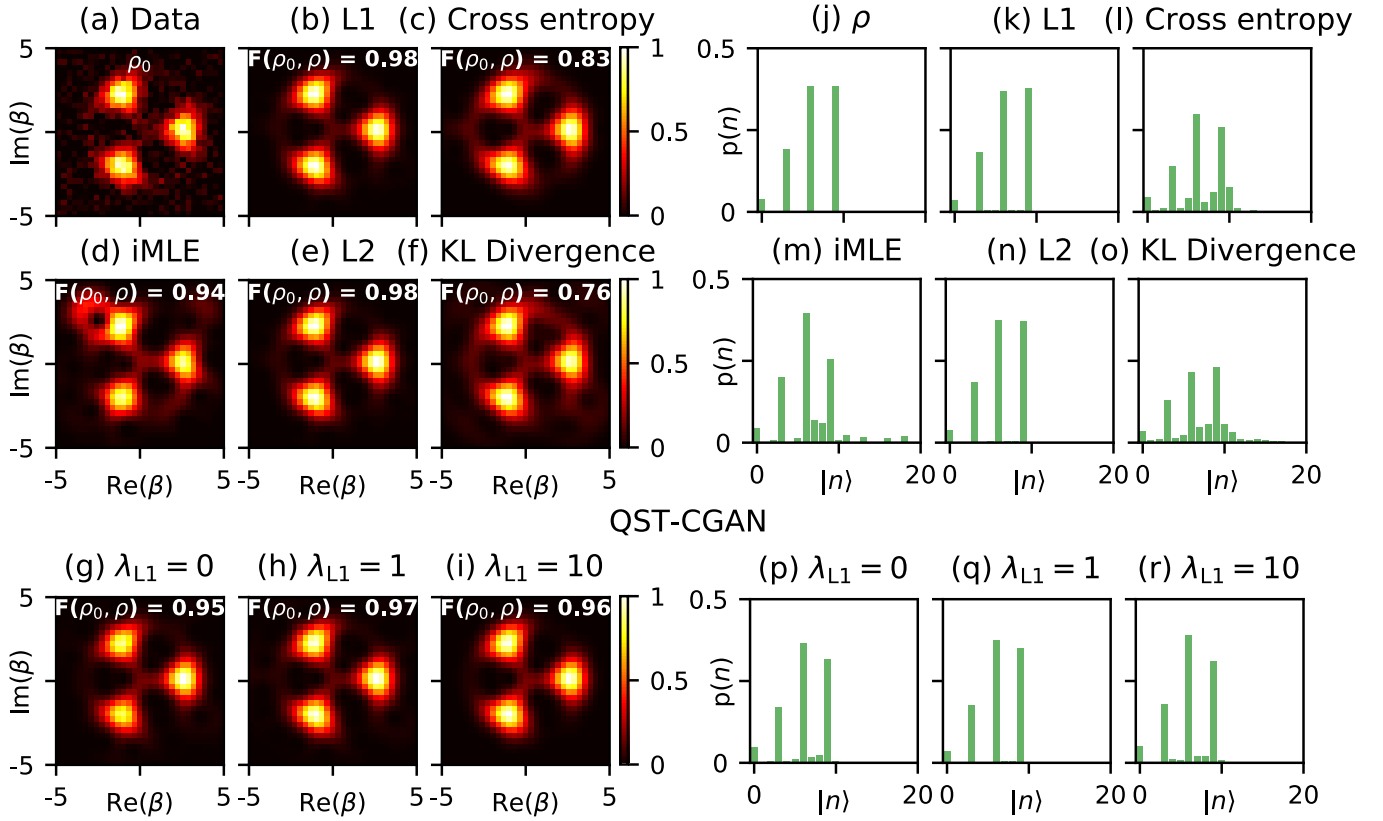 (a) Data (b) L1 (c) Cross entropy (j) ρ (k) L1 (l) Cross entropy
5 ρ₀ F(ρ₀, ρ) = 0.98 F(ρ₀, ρ) = 0.83 1 0.5
Im(β) 0.5 p(n)
-5 0 0
(d) iMLE (e) L2 (f) KL Divergence (m) iMLE (n) L2 (o) KL Divergence
5 F(ρ₀, ρ) = 0.94 F(ρ₀, ρ) = 0.98 F(ρ₀, ρ) = 0.76 1 0.5
Im(β) 0.5 p(n)
-5 0 0
-5 5 -5 5 -5 5 0 20 0 20 0 20
Re(β) Re(β) Re(β) |n⟩ |n⟩ |n⟩
QST-CGAN
(g) λL1 = 0 (h) λL1 = 1 (i) λL1 = 10 (p) λL1 = 0 (q) λL1 = 1 (r) λL1 = 10
5 F(ρ₀, ρ) = 0.95 F(ρ₀, ρ) = 0.97 F(ρ₀, ρ) = 0.96 1 0.5
Im(β) 0.5 p(n)
-5 0 0
-5 5 -5 5 -5 5 0 20 0 20 0 20
Re(β) Re(β) Re(β) |n⟩ |n⟩ |n⟩